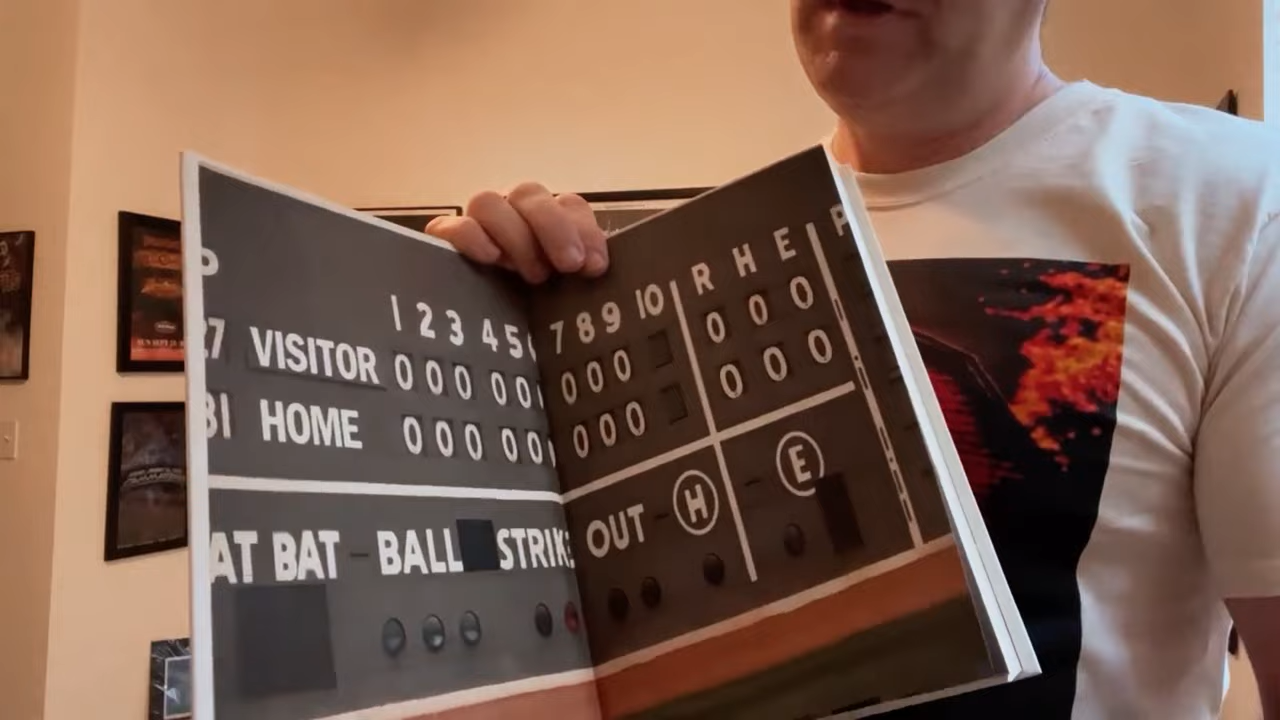 P
1 2 3 4 5 6 7 8 9 10 R H E P
27 VISITOR 0 0 0 0 0 0 0 0 0 0 0
31 HOME 0 0 0 0 0 0 0 0 0 0 0
AT BAT - BALL STRIKE OUT - H - E